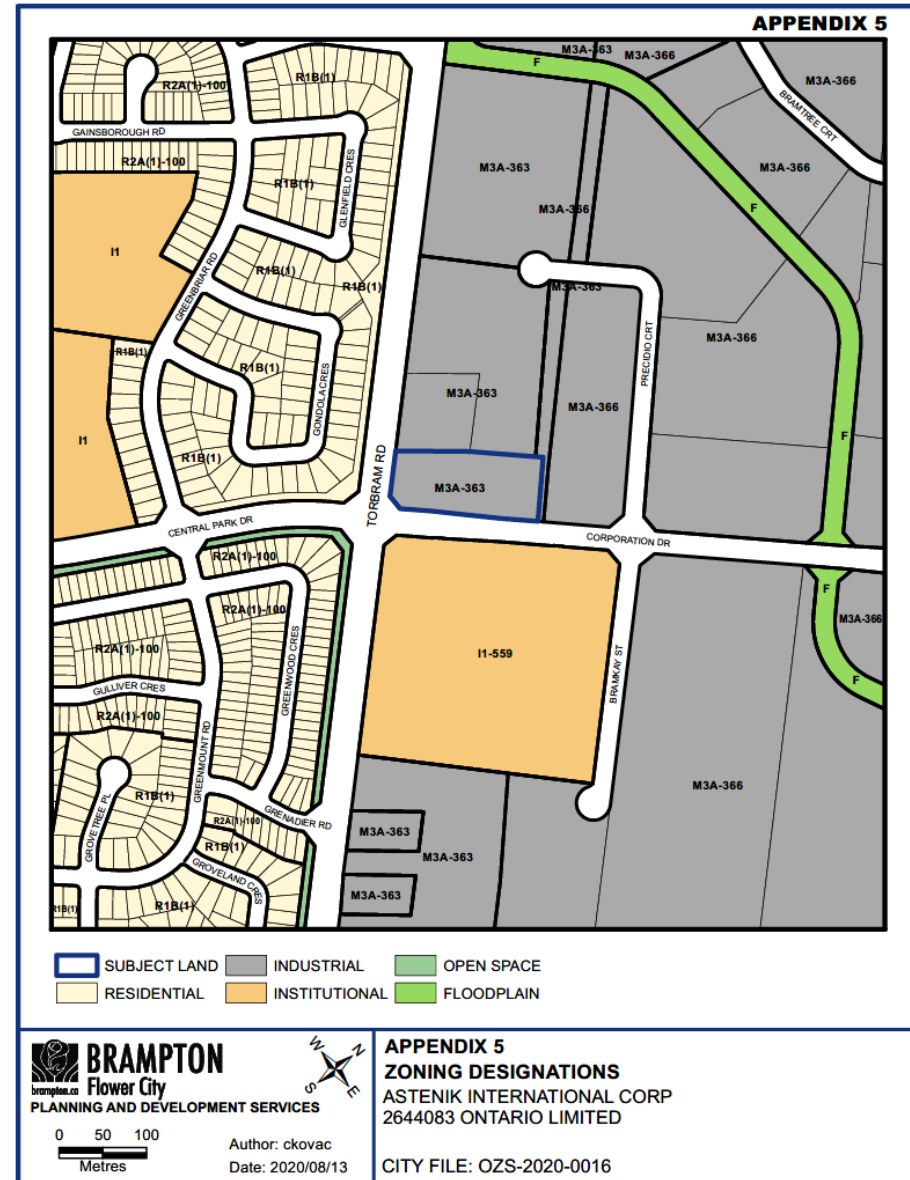 APPENDIX 5
M3A-363
M3A-366
F
M3A-366
R1B(1)
R2A(1)-100
BRAMTREE CRT
GAINSBOROUGH RD
R2A(1)-100
GLENFIELD CRES
M3A-363
M3A-366
R1B(1)
M3A-366
F
I1
GREENBRIAR RD
R1B(1)
R1B(1)
M3A-363
M3A-366
PRECIDIO CRT
R1B(1)
R1B(1)
GONDOLACRES
M3A-363
M3A-366
I1
F
R1B(1)
TORBRAM RD
M3A-363
CENTRAL PARK DR
CORPORATION DR
R2A(1)-100
F
R2A(1)-100
M3A-366
R2A(1)-100
GREENWOOD CRES
I1-559
BRAMKAY ST
GULLIVER CRES
F
R2A(1)-100
GREENMOUNT RD
M3A-366
R1B(1)
GROVETREE PL
GRENADIER RD
R2A(1)-100
M3A-363
R1B(1)
M3A-363
GROVELAND CRES
M3A-363
R1B(1)
R1B(1)
SUBJECT LAND INDUSTRIAL OPEN SPACE
RESIDENTIAL INSTITUTIONAL FLOODPLAIN
BRAMPTON
brampton.ca Flower City
PLANNING AND DEVELOPMENT SERVICES
W N
S E
0 50 100
Metres
Author: ckovac
Date: 2020/08/13
APPENDIX 5
ZONING DESIGNATIONS
ASTENIK INTERNATIONAL CORP
2644083 ONTARIO LIMITED
CITY FILE: OZS-2020-0016